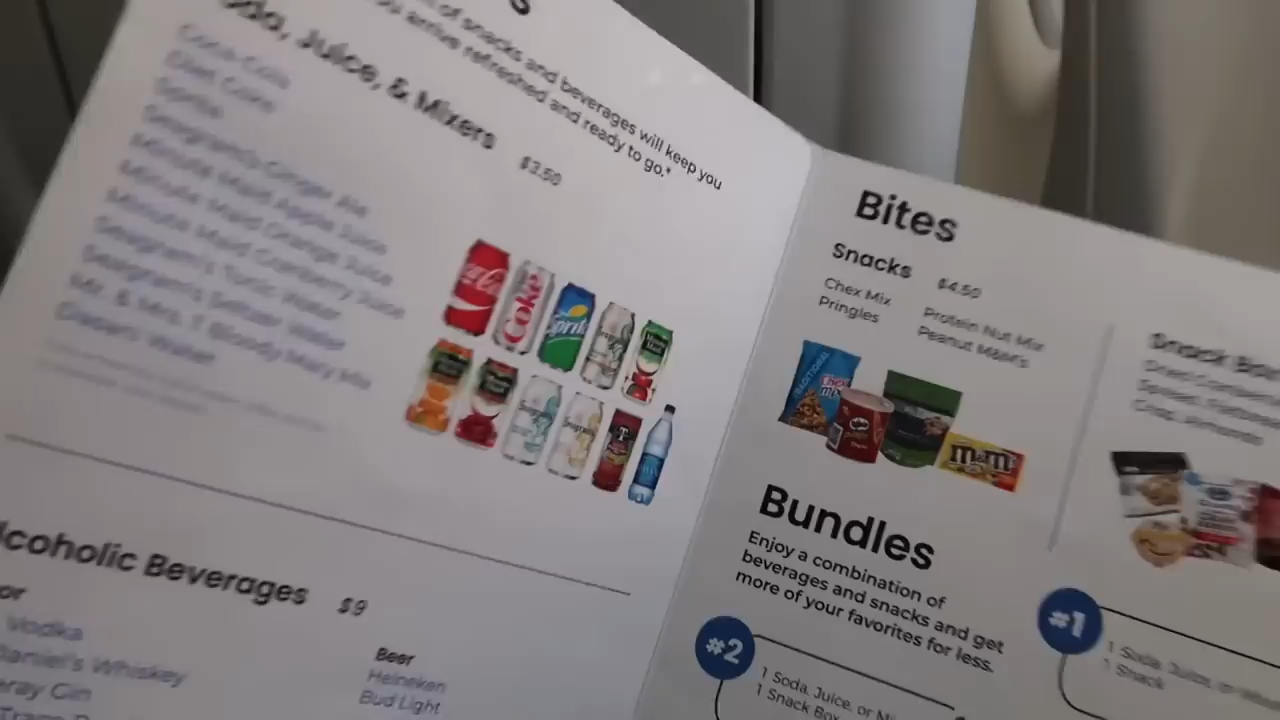 of snacks and beverages will keep you
arrive refreshed and ready to go.*
Juice, & Mixers $3.50
Coca-Cola
Diet Coke
Sprite
Seagram's Ginger Ale
Minute Maid Apple Juice
Minute Maid Orange Juice
Minute Maid Cranberry Juice
Seagram's Tonic Water
Seagram's Seltzer Water
Mr. & Mrs. T Bloody Mary Mix
Dasani Water
Coke
Sprite
Beverages $9
Vodka
Daniel's Whiskey
Gin
Beer
Heineken
Bud Light
Bites
Snacks $4.50
Chex Mix
Pringles
Protein Nut Mix
Peanut M&M's
TRADITIONAL
Chex mix
m&m's
Snack
Bundles
Enjoy a combination of
beverages and snacks and get
more of your favorites for less.
#2
1 Soda, Juice, or
1 Snack Box
#1
1 Soda, Juice, or
1 Snack